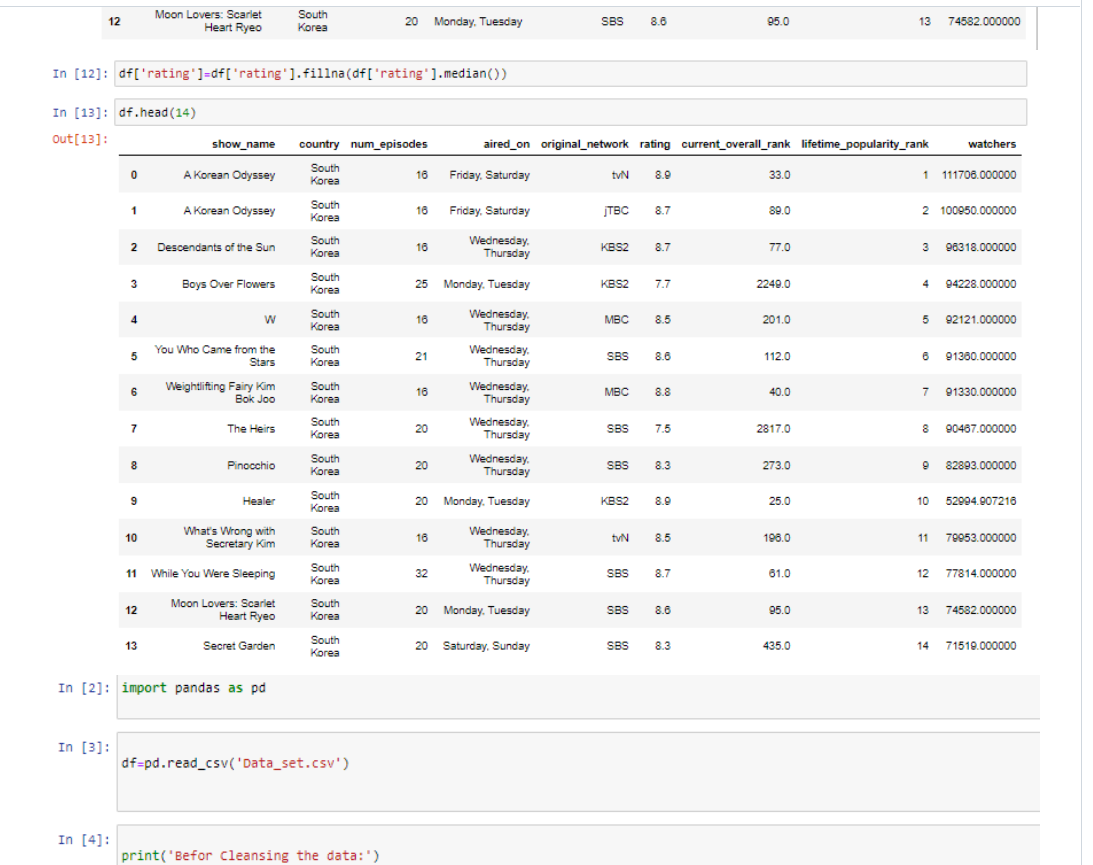 12 Moon Lovers: Scarlet Heart Ryeo South Korea 20 Monday, Tuesday SBS 8.6 95.0 13 74582.000000
In [12]: df['rating']=df['rating'].fillna(df['rating'].median())
In [13]: df.head(14)
Out[13]:
show_name country num_episodes aired_on original_network rating current_overall_rank lifetime_popularity_rank watchers
0 A Korean Odyssey South Korea 16 Friday, Saturday tvN 8.9 33.0 1 111706.000000
1 A Korean Odyssey South Korea 16 Friday, Saturday jTBC 8.7 89.0 2 100950.000000
2 Descendants of the Sun South Korea 16 Wednesday, Thursday KBS2 8.7 77.0 3 96318.000000
3 Boys Over Flowers South Korea 25 Monday, Tuesday KBS2 7.7 2249.0 4 94228.000000
4 W South Korea 16 Wednesday, Thursday MBC 8.5 201.0 5 92121.000000
5 You Who Came from the Stars South Korea 21 Wednesday, Thursday SBS 8.6 112.0 6 91360.000000
6 Weightlifting Fairy Kim Bok Joo South Korea 16 Wednesday, Thursday MBC 8.8 40.0 7 91330.000000
7 The Heirs South Korea 20 Wednesday, Thursday SBS 7.5 2817.0 8 90467.000000
8 Pinocchio South Korea 20 Wednesday, Thursday SBS 8.3 273.0 9 82893.000000
9 Healer South Korea 20 Monday, Tuesday KBS2 8.9 25.0 10 52994.907216
10 What's Wrong with Secretary Kim South Korea 16 Wednesday, Thursday tvN 8.5 196.0 11 79953.000000
11 While You Were Sleeping South Korea 32 Wednesday, Thursday SBS 8.7 61.0 12 77814.000000
12 Moon Lovers: Scarlet Heart Ryeo South Korea 20 Monday, Tuesday SBS 8.6 95.0 13 74582.000000
13 Secret Garden South Korea 20 Saturday, Sunday SBS 8.3 435.0 14 71519.000000
In [2]: import pandas as pd
In [3]:
df=pd.read_csv('Data_set.csv')
In [4]:
print('Befor Cleansing the data:')